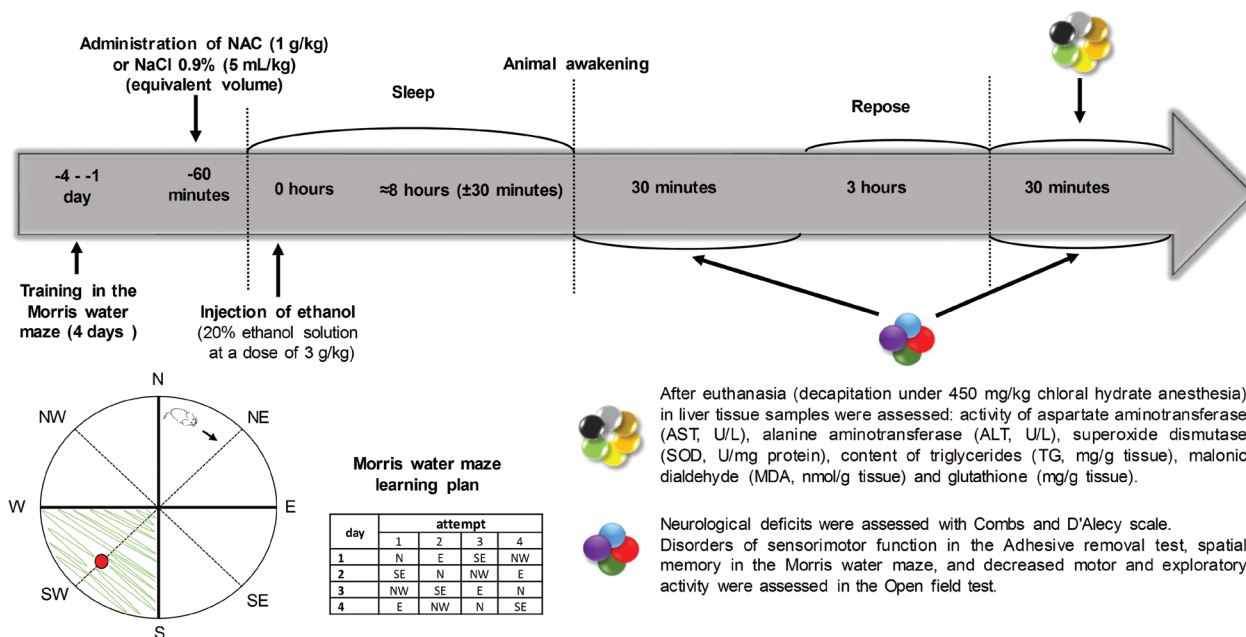 Administration of NAC (1 g/kg)
or NaCl 0.9% (5 mL/kg)
(equivalent volume)
Sleep
Animal awakening
Repose
-4 - -1
day
-60
minutes
0 hours
≈8 hours (±30 minutes)
30 minutes
3 hours
30 minutes
Training in the
Morris water
maze (4 days )
Injection of ethanol
(20% ethanol solution
at a dose of 3 g/kg)
N
NW
NE
W
E
SW
SE
S
Morris water maze
learning plan
day attempt
1 2 3 4
1 N E SE NW
2 SE N NW E
3 NW SE E N
4 E NW N SE
After euthanasia (decapitation under 450 mg/kg chloral hydrate anesthesia)
in liver tissue samples were assessed: activity of aspartate aminotransferase
(AST, U/L), alanine aminotransferase (ALT, U/L), superoxide dismutase
(SOD, U/mg protein), content of triglycerides (TG, mg/g tissue), malonic
dialdehyde (MDA, nmol/g tissue) and glutathione (mg/g tissue).
Neurological deficits were assessed with Combs and D'Alecy scale.
Disorders of sensorimotor function in the Adhesive removal test, spatial
memory in the Morris water maze, and decreased motor and exploratory
activity were assessed in the Open field test.